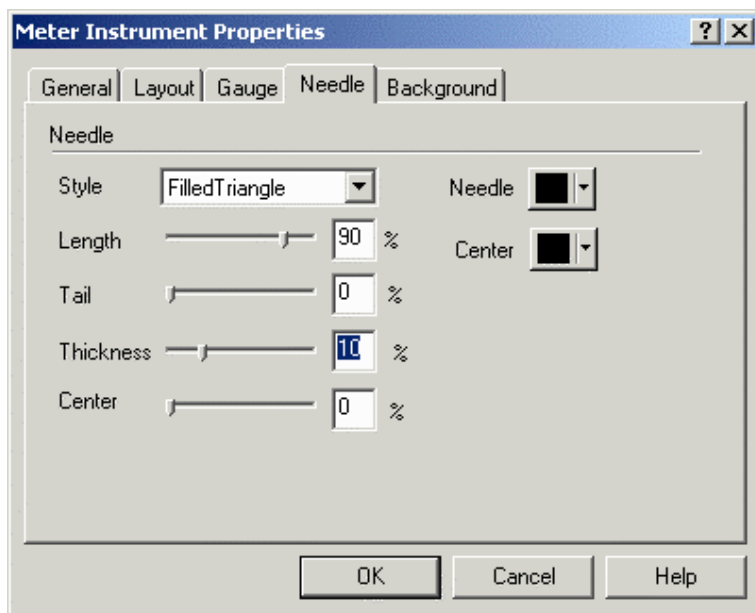 Meter Instrument Properties ? X
General Layout Gauge Needle Background
Needle
Style FilledTriangle Needle
Length 90 % Center
Tail 0 %
Thickness 10 %
Center 0 %
OK Cancel Help